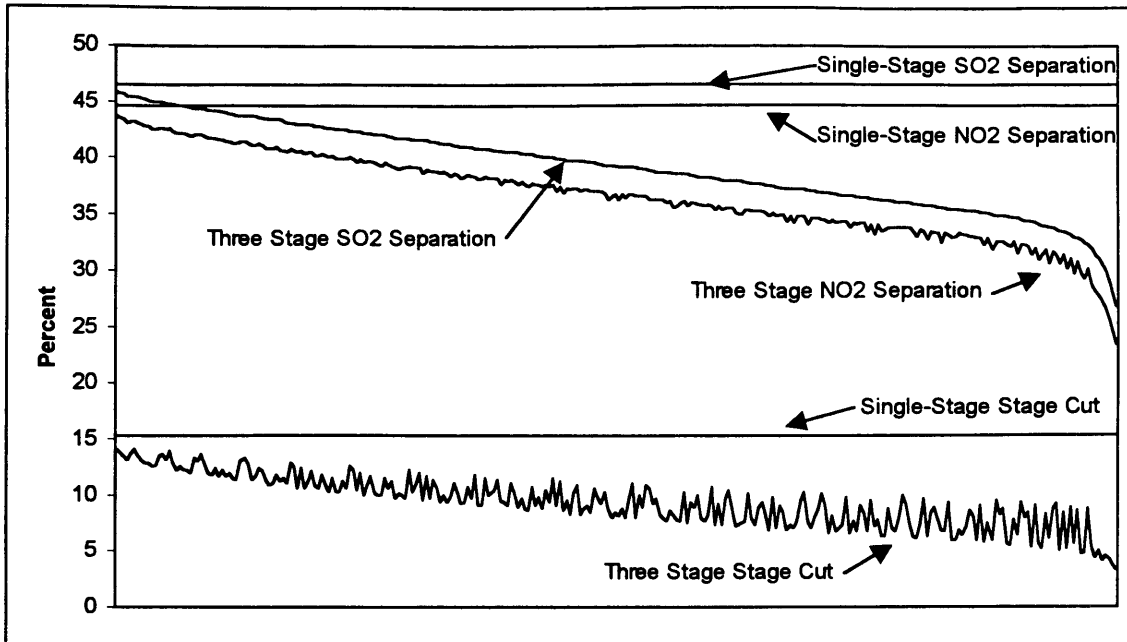 50
45
40
35
30
25
20
15
10
5
0
Percent
Single-Stage SO2 Separation
Single-Stage NO2 Separation
Three Stage SO2 Separation
Three Stage NO2 Separation
Single-Stage Stage Cut
Three Stage Stage Cut